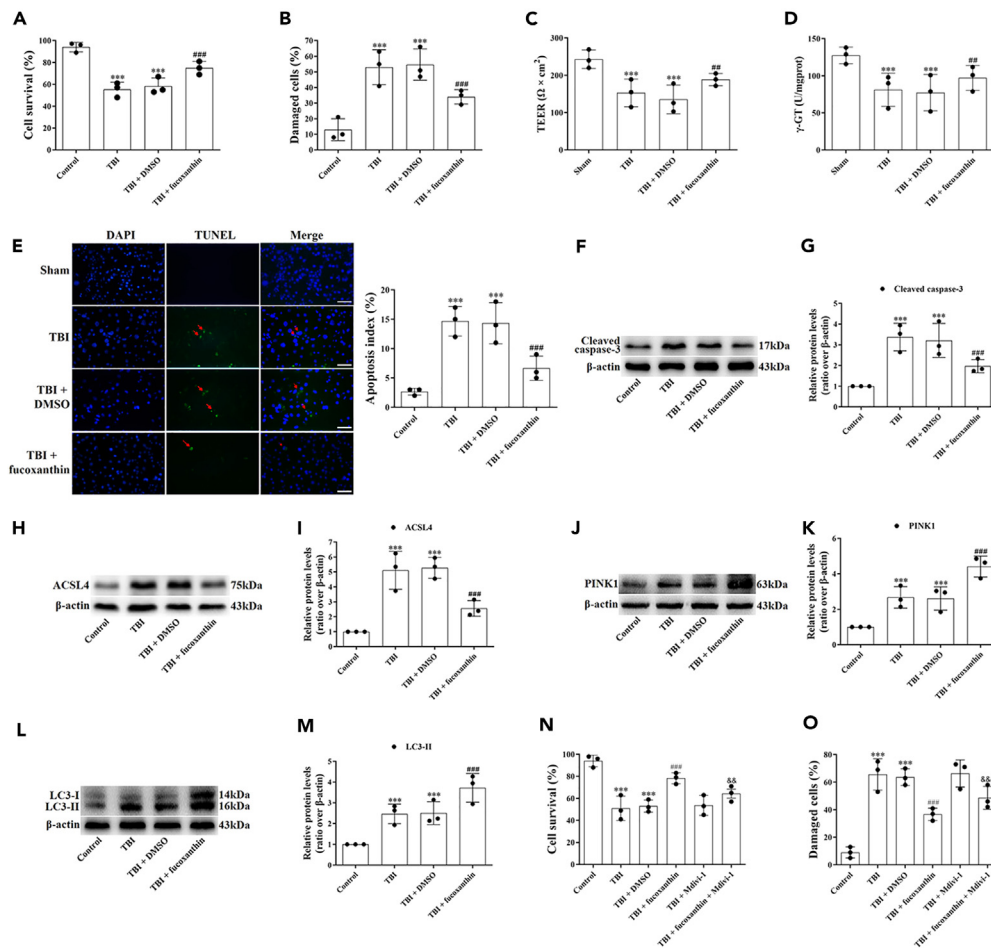 A
Cell survival (%)
100
80
60
40
20
0
***
***
###
Control
TBI
TBI + DMSO
TBI + fucoxanthin
B
Damaged cells (%)
70
60
50
40
30
20
10
0
***
***
###
Control
TBI
TBI + DMSO
TBI + fucoxanthin
C
TEER (Ω × cm²)
300
200
100
0
***
***
##
Sham
TBI
TBI + DMSO
TBI + fucoxanthin
D
γ-GT (U/mgprot)
150
100
50
0
***
***
##
Sham
TBI
TBI + DMSO
TBI + fucoxanthin
E
DAPI
TUNEL
Merge
Sham
TBI
TBI +
DMSO
TBI +
fucoxanthin
Apoptosis index (%)
20
15
10
5
0
***
***
###
Control
TBI
TBI + DMSO
TBI + fucoxanthin
F
Cleaved
caspase-3
17kDa
β-actin
43kDa
Control
TBI
TBI + DMSO
TBI + fucoxanthin
G
Cleaved caspase-3
Relative protein levels
(ratio over β-actin)
5
4
3
2
1
0
***
***
###
Control
TBI
TBI + DMSO
TBI + fucoxanthin
H
ACSL4
75kDa
β-actin
43kDa
Control
TBI
TBI + DMSO
TBI + fucoxanthin
I
ACSL4
Relative protein levels
(ratio over β-actin)
***
***
###
Control
TBI
TBI + DMSO
TBI + fucoxanthin
J
PINK1
63kDa
β-actin
43kDa
Control
TBI
TBI + DMSO
TBI + fucoxanthin
K
PINK1
Relative protein levels
(ratio over β-actin)
***
***
###
Control
TBI
TBI + DMSO
TBI + fucoxanthin
L
LC3-I
14kDa
LC3-II
16kDa
β-actin
43kDa
Control
TBI
TBI + DMSO
TBI + fucoxanthin
M
LC3-II
Relative protein levels
(ratio over β-actin)
5
4
3
2
1
0
***
***
###
Control
TBI
TBI + DMSO
TBI + fucoxanthin
N
Cell survival (%)
100
90
80
70
60
50
40
30
20
10
0
***
***
###
&&
Control
TBI
TBI + DMSO
TBI + fucoxanthin
TBI + Mdivi-1
TBI + fucoxanthin + Mdivi-1
O
Damaged cells (%)
80
60
40
20
0
***
***
###
&&
Control
TBI
TBI + DMSO
TBI + fucoxanthin
TBI + Mdivi-1
TBI + fucoxanthin + Mdivi-1